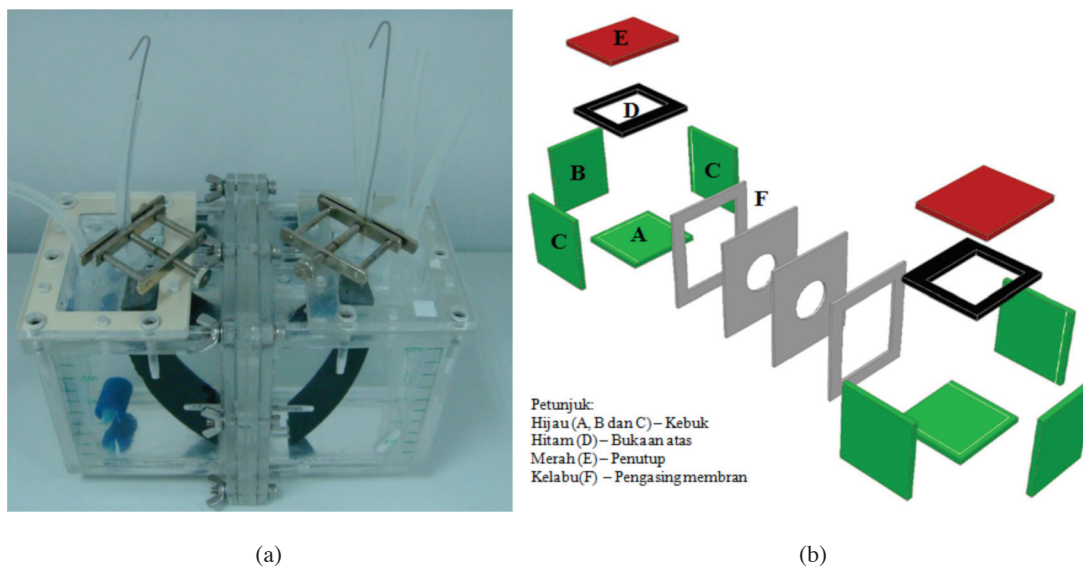 E
D
B
C
F
C
A
Petunjuk:
Hijau (A, B dan C) – Kebuk
Hitam (D) – Bukaan atas
Merah (E) – Penutup
Kelabu(F) – Pengasing membran
(a)
(b)